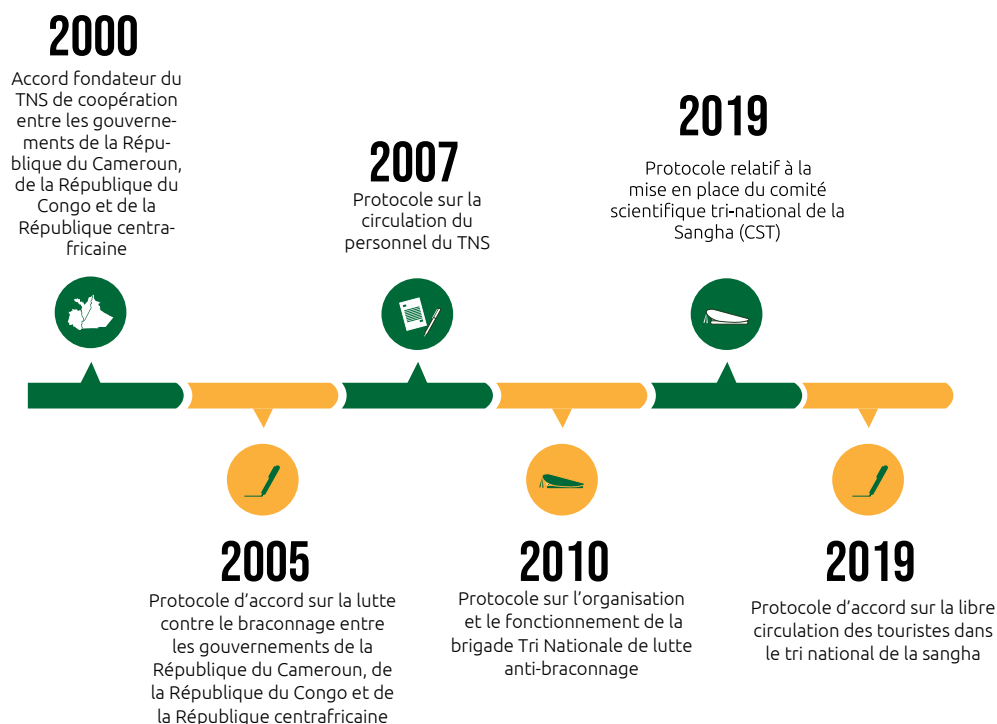 2000
Accord fondateur du
TNS de coopération
entre les gouverne-
ments de la Répu-
blique du Cameroun,
de la République du
Congo et de la
République centra-
fricaine
2005
Protocole d’accord sur la lutte
contre le braconnage entre
les gouvernements de la
République du Cameroun, de
la République du Congo et de
la République centrafricaine
2007
Protocole sur la
circulation du
personnel du TNS
2010
Protocole sur l’organisation
et le fonctionnement de la
brigade Tri Nationale de lutte
anti-braconnage
2019
Protocole relatif à la
mise en place du comité
scientifique tri-national de la
Sangha (CST)
2019
Protocole d’accord sur la libre
circulation des touristes dans
le tri national de la sangha